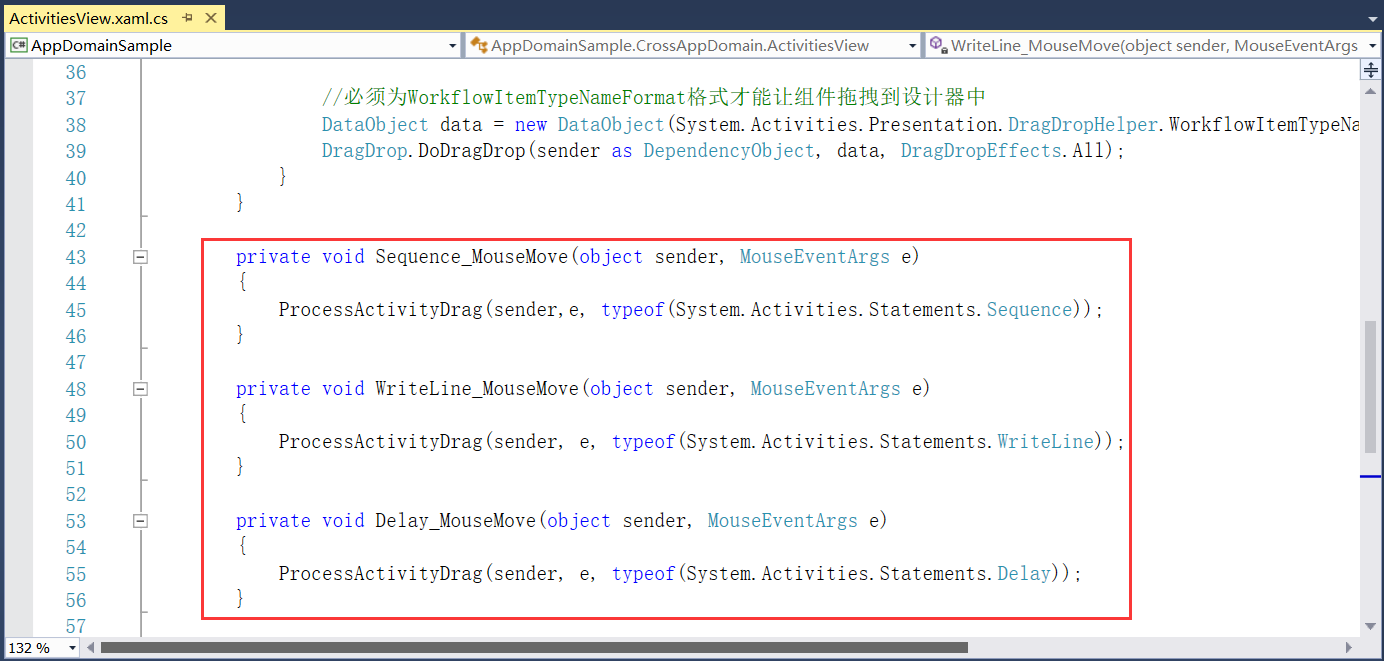 ActivitiesView.xaml.cs
AppDomainSample
AppDomainSample.CrossAppDomain.ActivitiesView
WriteLine_MouseMove(object sender, MouseEventArgs
36
37 //必须为WorkflowItemTypeNameFormat格式才能让组件拖拽到设计器中
38 DataObject data = new DataObject(System.Activities.Presentation.DragDropHelper.WorkflowItemTypeNa
39 DragDrop.DoDragDrop(sender as DependencyObject, data, DragDropEffects.All);
40 }
41 }
42
43 private void Sequence_MouseMove(object sender, MouseEventArgs e)
44 {
45 ProcessActivityDrag(sender,e, typeof(System.Activities.Statements.Sequence));
46 }
47
48 private void WriteLine_MouseMove(object sender, MouseEventArgs e)
49 {
50 ProcessActivityDrag(sender, e, typeof(System.Activities.Statements.WriteLine));
51 }
52
53 private void Delay_MouseMove(object sender, MouseEventArgs e)
54 {
55 ProcessActivityDrag(sender, e, typeof(System.Activities.Statements.Delay));
56 }
57
132 %